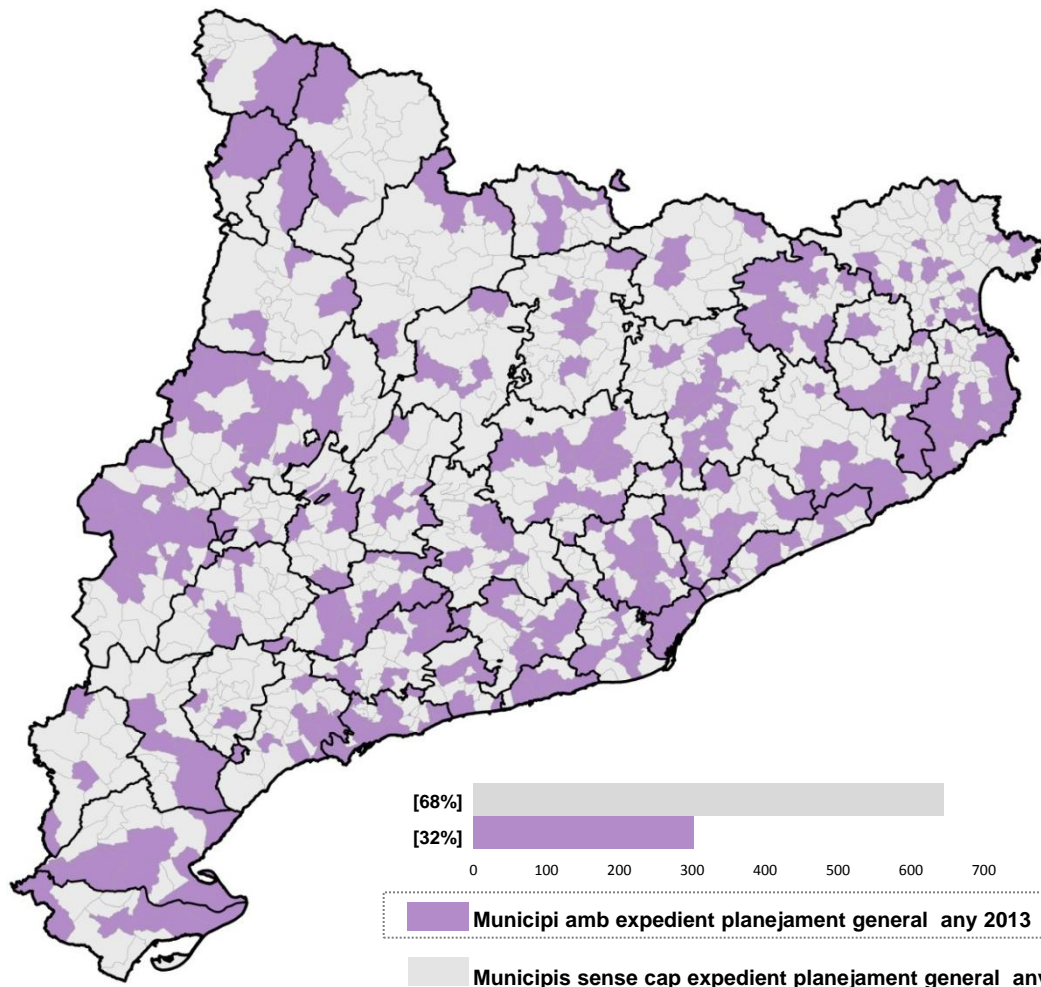 [68%]
[32%]
0 100 200 300 400 500 600 700
Municipi amb expedient planejament general any 2013
Municipis sense cap expedient planejament general any